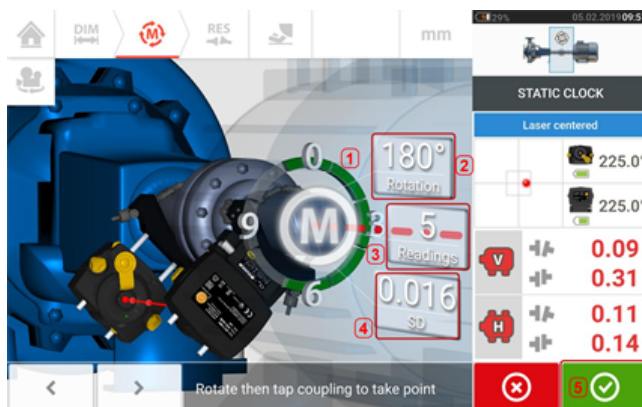 DIM
M
RES
mm
29%
05.02.2019 09:5
STATIC CLOCK
Laser centered
225.0°
225.0°
0
1
180°
Rotation
2
9
M
3
3
5
Readings
6
4
0.016
SD
V
0.09
0.31
H
0.11
0.14
Rotate then tap coupling to take point
5